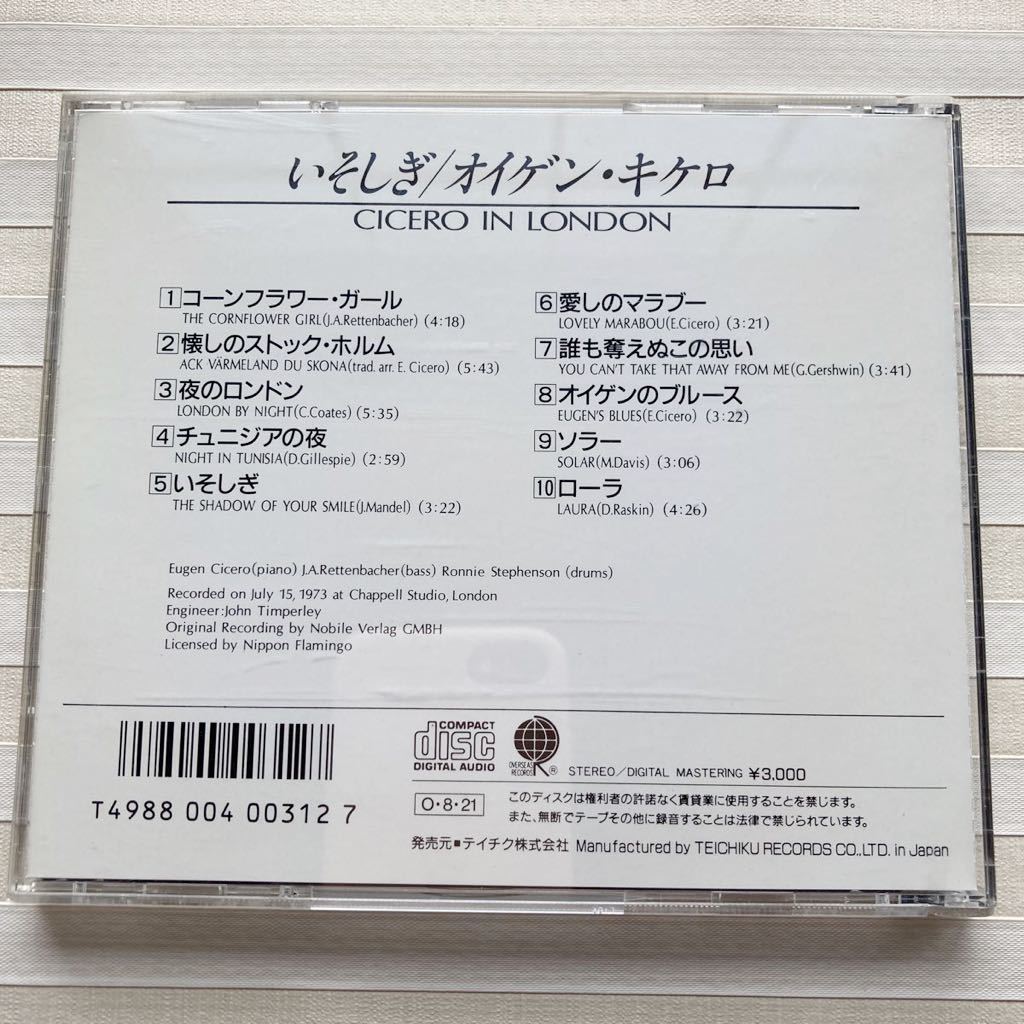 いそしぎ/オイゲン・キケロ
CICERO IN LONDON
1 コーンフラワー・ガール
THE CORNFLOWER GIRL(J.A.Rettenbacher) (4:18)
2 懐しのストック・ホルム
ACK VÄRMELAND DU SKONA(trad. arr. E. Cicero) (5:43)
3 夜のロンドン
LONDON BY NIGHT(C.Coates) (5:35)
4 チュニジアの夜
NIGHT IN TUNISIA(D.Gillespie) (2:59)
5 いそしぎ
THE SHADOW OF YOUR SMILE(J.Mandel) (3:22)
6 愛しのマラブー
LOVELY MARABOU(E.Cicero) (3:21)
7 誰も奪えぬこの思い
YOU CAN'T TAKE THAT AWAY FROM ME(G.Gershwin) (3:41)
8 オイゲンのブルース
EUGEN'S BLUES(E.Cicero) (3:22)
9 ソラー
SOLAR(M.Davis) (3:06)
10 ローラ
LAURA(D.Raskin) (4:26)
Eugen Cicero(piano) J.A.Rettenbacher(bass) Ronnie Stephenson (drums)
Recorded on July 15, 1973 at Chappell Studio, London
Engineer:John Timperley
Original Recording by Nobile Verlag GMBH
Licensed by Nippon Flamingo
T4988 004 00312 7
COMPACT
disc
DIGITAL AUDIO
OVERSEAS
RECORDS ®
STEREO/DIGITAL MASTERING ¥3,000
O・8・21
このディスクは権利者の許諾なく賃貸業に使用することを禁じます。
また、無断でテープその他に録音することは法律で禁じられています。
発売元■テイチク株式会社 Manufactured by TEICHIKU RECORDS CO.,LTD. in Japan